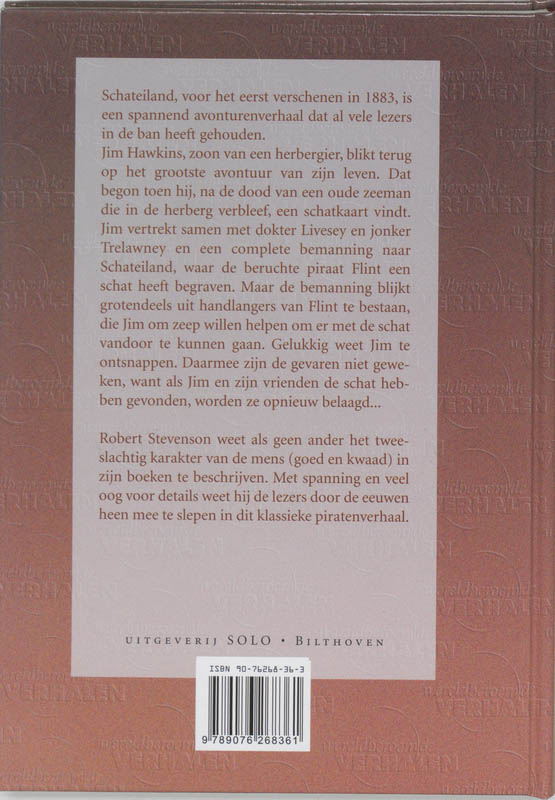 Schateiland, voor het eerst verschenen in 1883, is
een spannend avonturenverhaal dat al vele lezers
in de ban heeft gehouden.
Jim Hawkins, zoon van een herbergier, blikt terug
op het grootste avontuur van zijn leven. Dat
begon toen hij, na de dood van een oude zeeman
die in de herberg verbleef, een schatkaart vindt.
Jim vertrekt samen met dokter Livesey en jonker
Trelawney en een complete bemanning naar
Schateiland, waar de beruchte piraat Flint een
schat heeft begraven. Maar de bemanning blijkt
grotendeels uit handlangers van Flint te bestaan,
die Jim om zeep willen helpen om er met de schat
vandoor te kunnen gaan. Gelukkig weet Jim te
ontsnappen. Daarmee zijn de gevaren niet gewe-
ken, want als Jim en zijn vrienden de schat heb-
ben gevonden, worden ze opnieuw belaagd...
Robert Stevenson weet als geen ander het twee-
slachtig karakter van de mens (goed en kwaad) in
zijn boeken te beschrijven. Met spanning en veel
oog voor details weet hij de lezers door de eeuwen
heen mee te slepen in dit klassieke piratenverhaal.
UITGEVERIJ SOLO • BILTHOVEN
ISBN 90-76268-36-3
9 789076 268361
wereldberoemde
VERHALEN